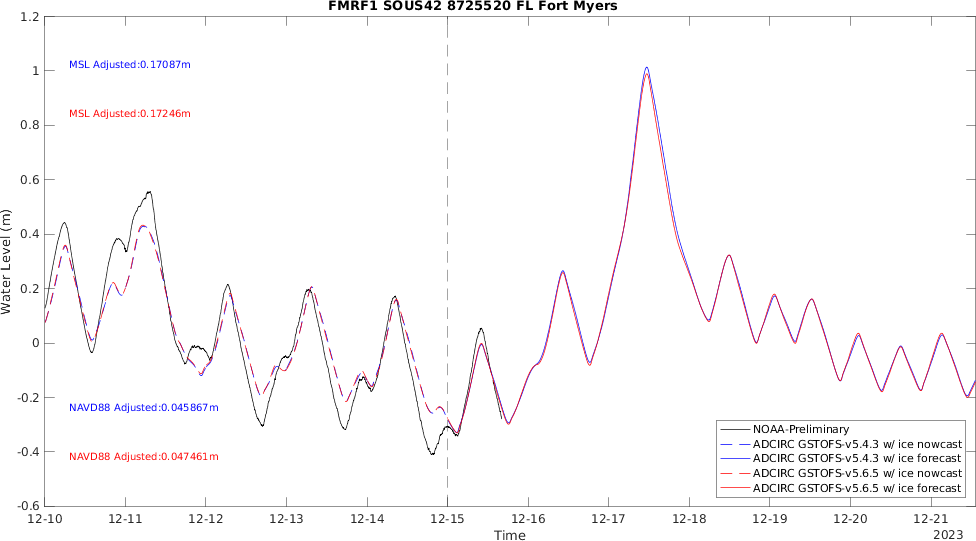 FMRF1 SOUS42 8725520 FL Fort Myers
1.2
1
0.8
0.6
0.4
0.2
0
-0.2
-0.4
-0.6
Water Level (m)
MSL Adjusted:0.17087m
MSL Adjusted:0.17246m
NAVD88 Adjusted:0.045867m
NAVD88 Adjusted:0.047461m
NOAA-Preliminary
ADCIRC GSTOFS-v5.4.3 w/ ice nowcast
ADCIRC GSTOFS-v5.4.3 w/ ice forecast
ADCIRC GSTOFS-v5.6.5 w/ ice nowcast
ADCIRC GSTOFS-v5.6.5 w/ ice forecast
12-10 12-11 12-12 12-13 12-14 12-15 12-16 12-17 12-18 12-19 12-20 12-21
Time
2023